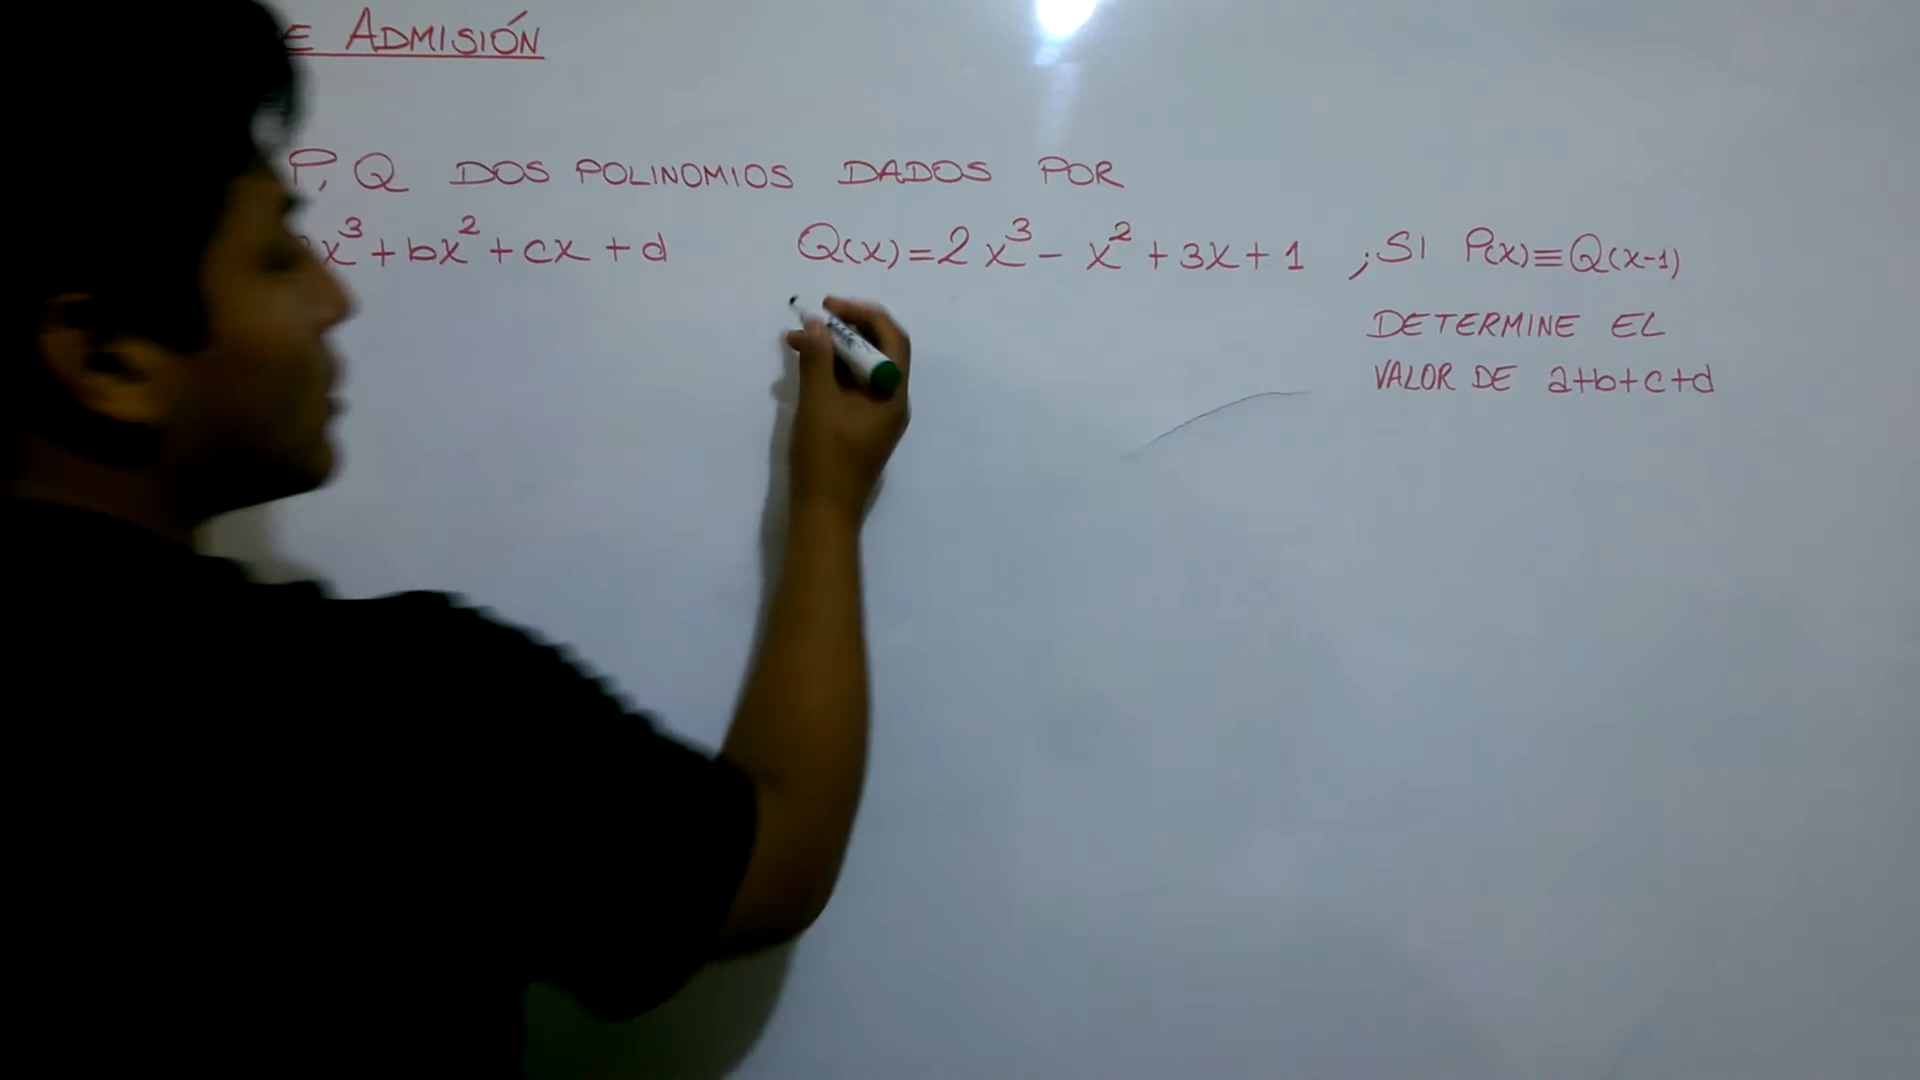 E ADMISIÓN
P, Q DOS POLINOMIOS DADOS POR
x³+bx²+cx+d Q(x)=2x³-x²+3x+1 ; SI P(x)≡Q(x-1)
DETERMINE EL
VALOR DE a+b+c+d